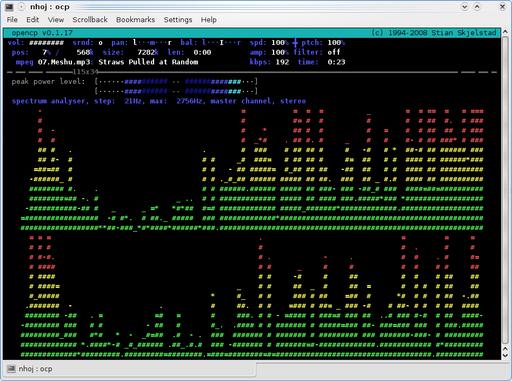 nhoj : ocp
File Edit View Scrollback Bookmarks Settings Help
opencp v0.1.17 (c) 1994-2008 Stian Skjelstad
vol: ######## srnd: o pan: l···m···r bal: l···I···r spd: 100% ╪ ptch: 100%
pos: 7% / 568k size: 7282k len: 0:00 amp: 100% filter: off
mpeg 07.Meshu.mp3: Straws Pulled at Random kbps: 192 time: 0:23
115x34
peak power level:
spectrum analyser, step: 21Hz, max: 2756Hz, master channel, stereo
nhoj : ocp